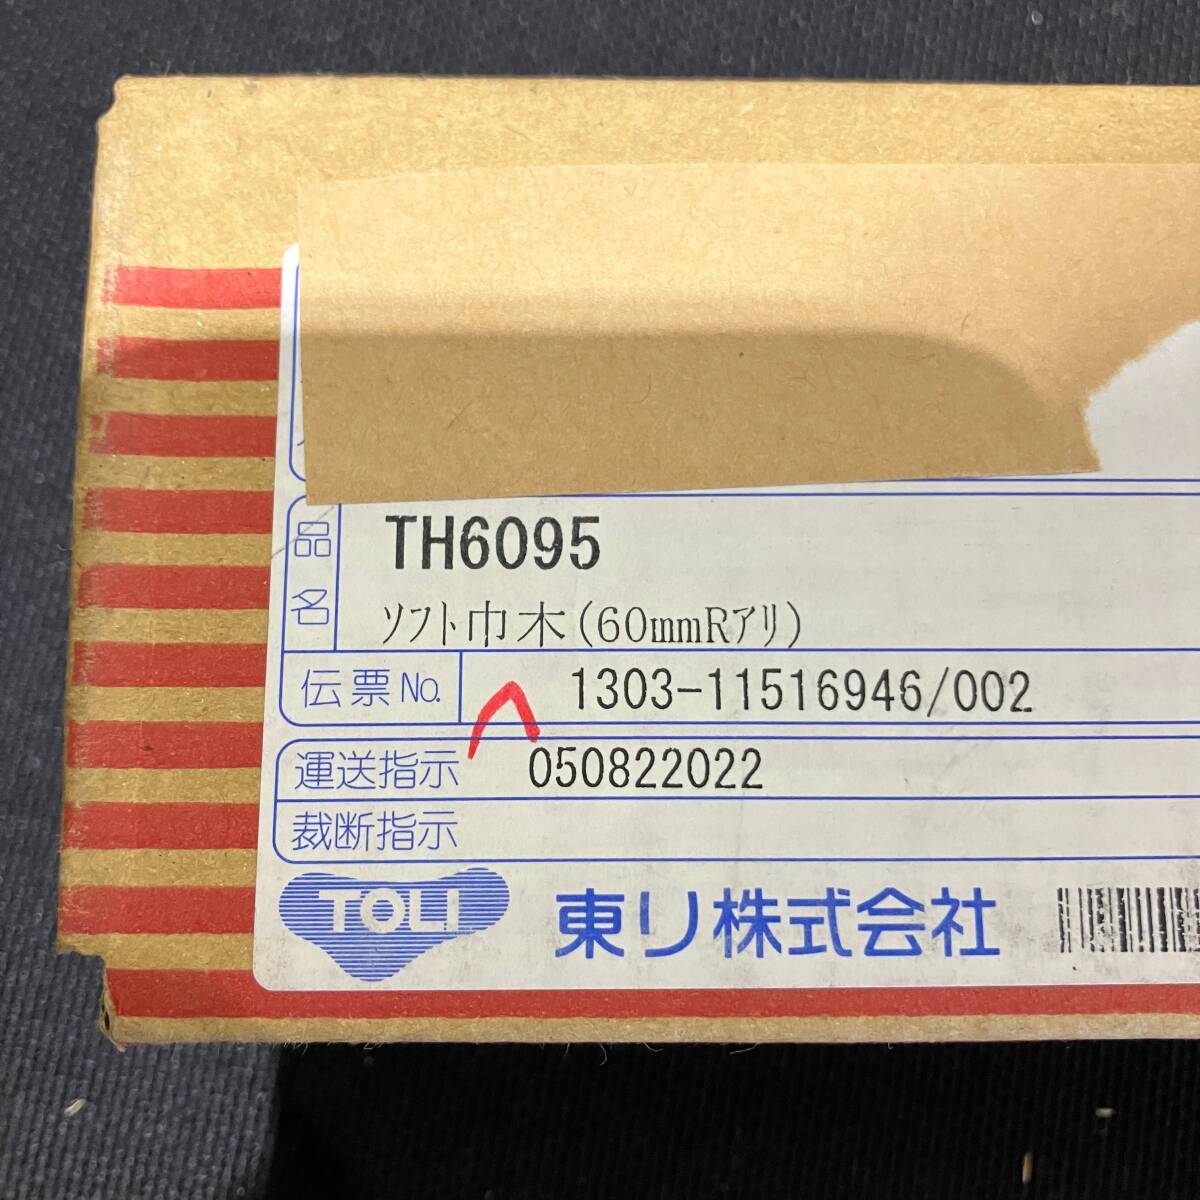 品名 TH6095
ソフト巾木(60mmRアリ)
伝票No. 1303-11516946/002
運送指示 050822022
裁断指示
TOLI 東リ株式会社